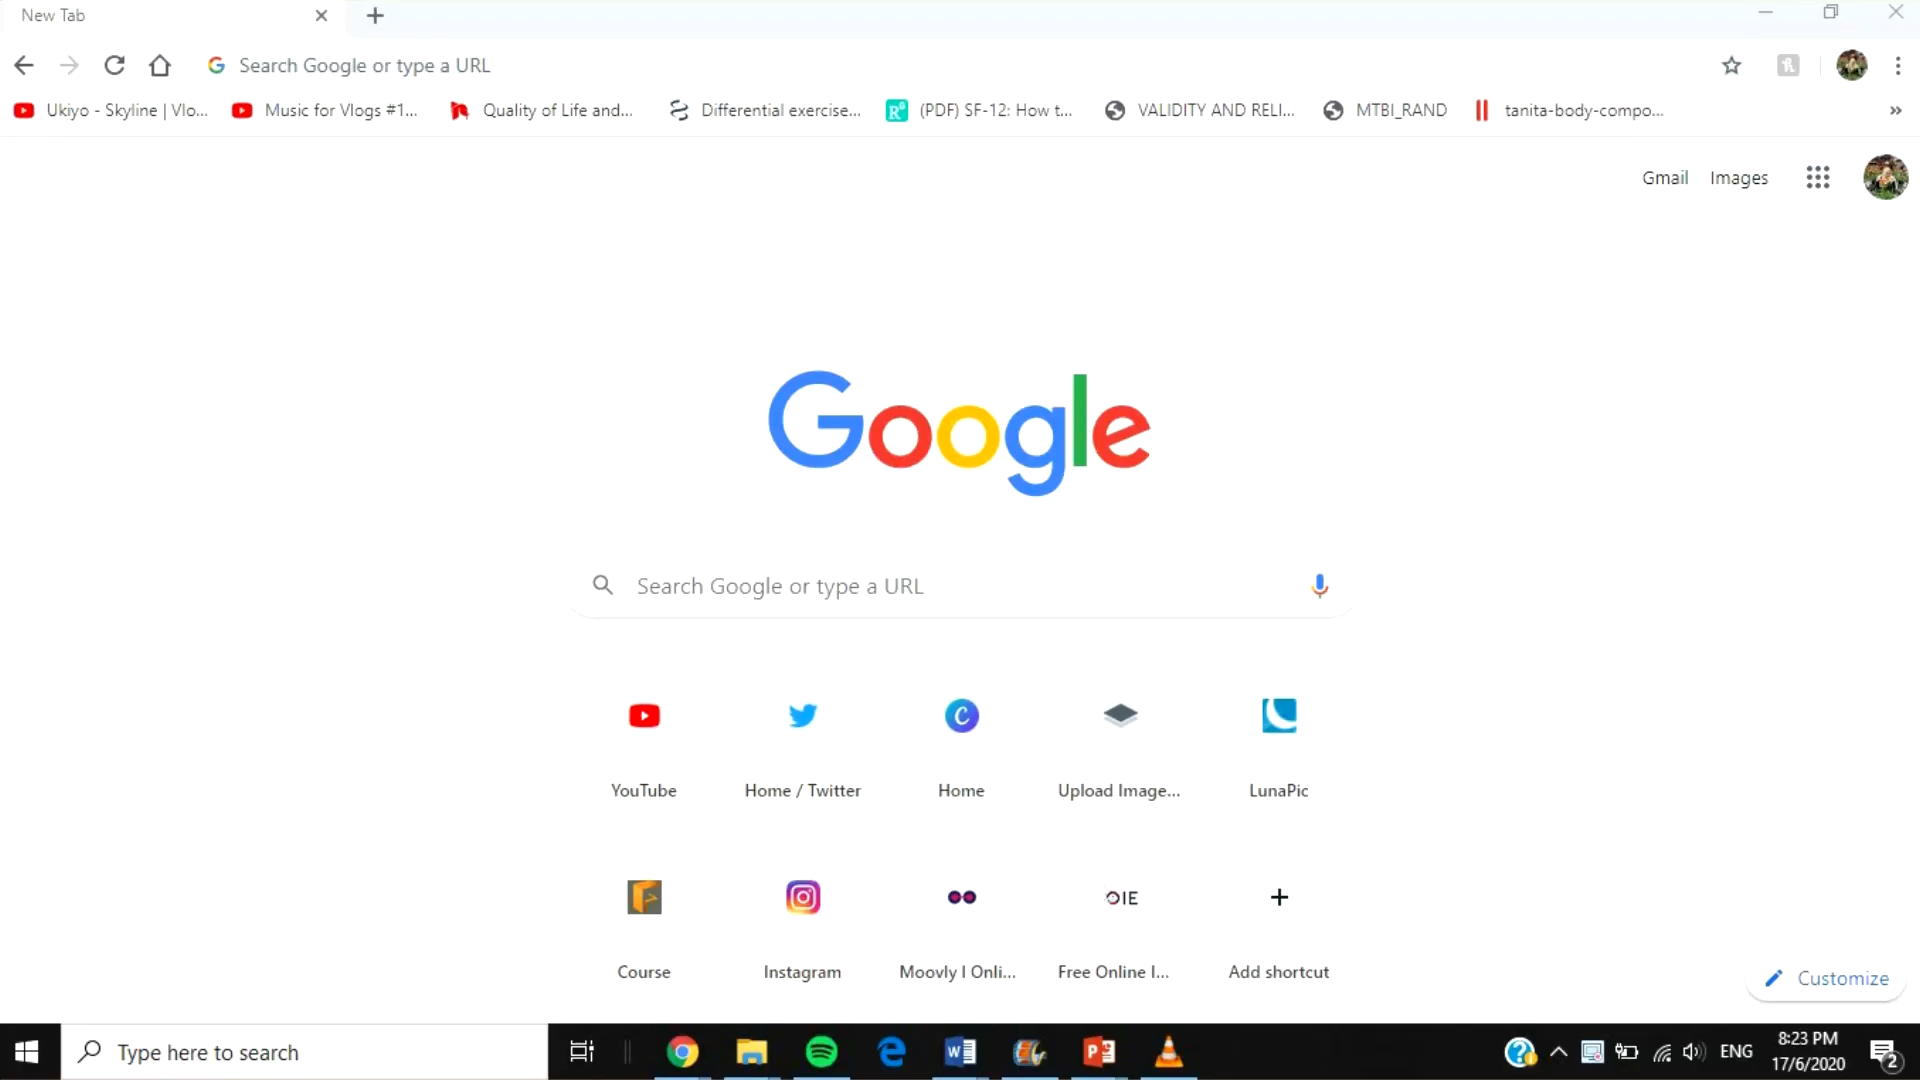 New Tab
Search Google or type a URL
Ukiyo - Skyline | Vlo... Music for Vlogs #1... Quality of Life and... Differential exercise... (PDF) SF-12: How t... VALIDITY AND RELI... MTBI_RAND tanita-body-compo...
Gmail Images
Google
Search Google or type a URL
YouTube Home / Twitter Home Upload Image... LunaPic
OIE
Course Instagram Moovly I Onli... Free Online I... Add shortcut
Customize
Type here to search
ENG
8:23 PM
17/6/2020
2